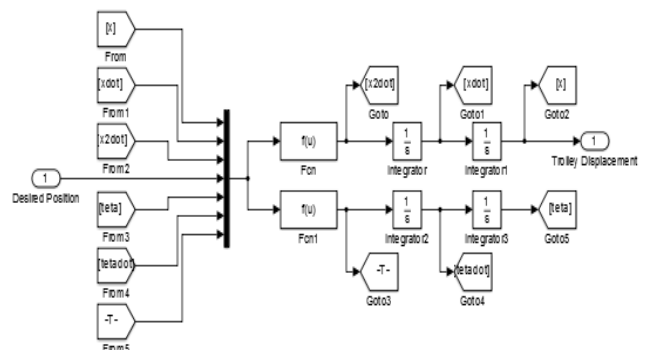 [x]
From
[xdot]
From1
[x2dot]
From2
1
Desired Position
[teta]
From3
[tetadot]
From4
-T-
From5
f(u)
Fcn
f(u)
Fcn1
[x2dot]
Goto
[xdot]
Goto1
[x]
Goto2
1
s
Integrator
1
s
Integrator1
1
Trolley Displacement
1
s
Integrator2
1
s
Integrator3
[teta]
Goto5
-T-
Goto3
[tetadot]
Goto4